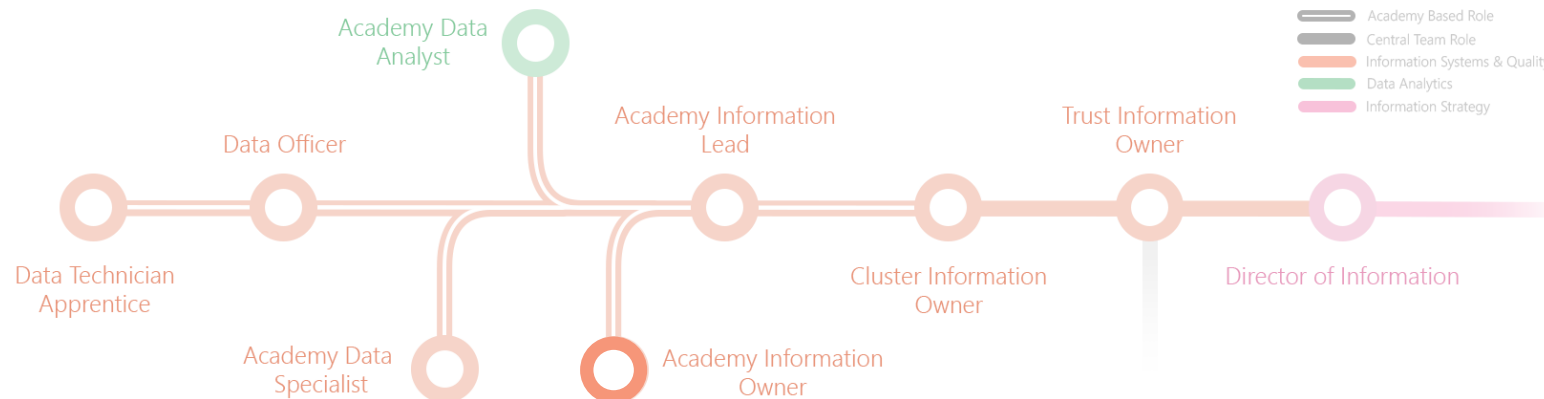 Academy Data
Analyst
Academy Based Role
Central Team Role
Information Systems & Quality
Data Analytics
Information Strategy
Data Officer
Academy Information
Lead
Trust Information
Owner
Data Technician
Apprentice
Cluster Information
Owner
Director of Information
Academy Data
Specialist
Academy Information
Owner